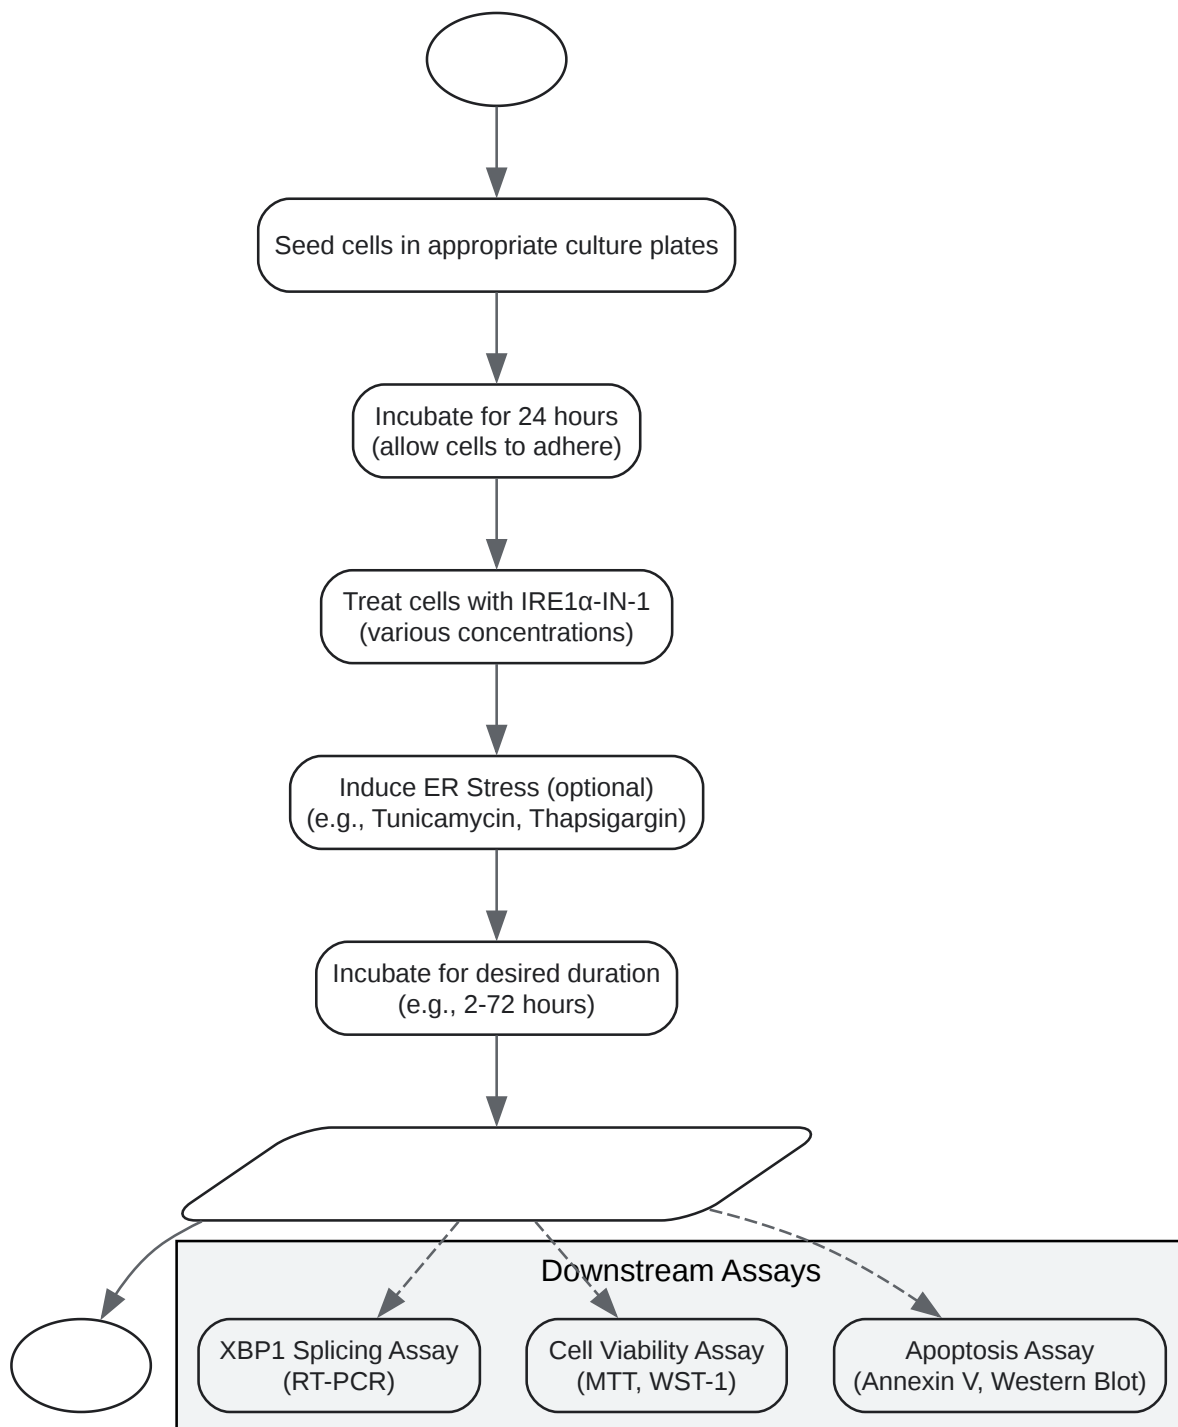 Seed cells in appropriate culture plates
Incubate for 24 hours
(allow cells to adhere)
Treat cells with IRE1α-IN-1
(various concentrations)
Induce ER Stress (optional)
(e.g., Tunicamycin, Thapsigargin)
Incubate for desired duration
(e.g., 2-72 hours)
Downstream Assays
XBP1 Splicing Assay
(RT-PCR)
Cell Viability Assay
(MTT, WST-1)
Apoptosis Assay
(Annexin V, Western Blot)